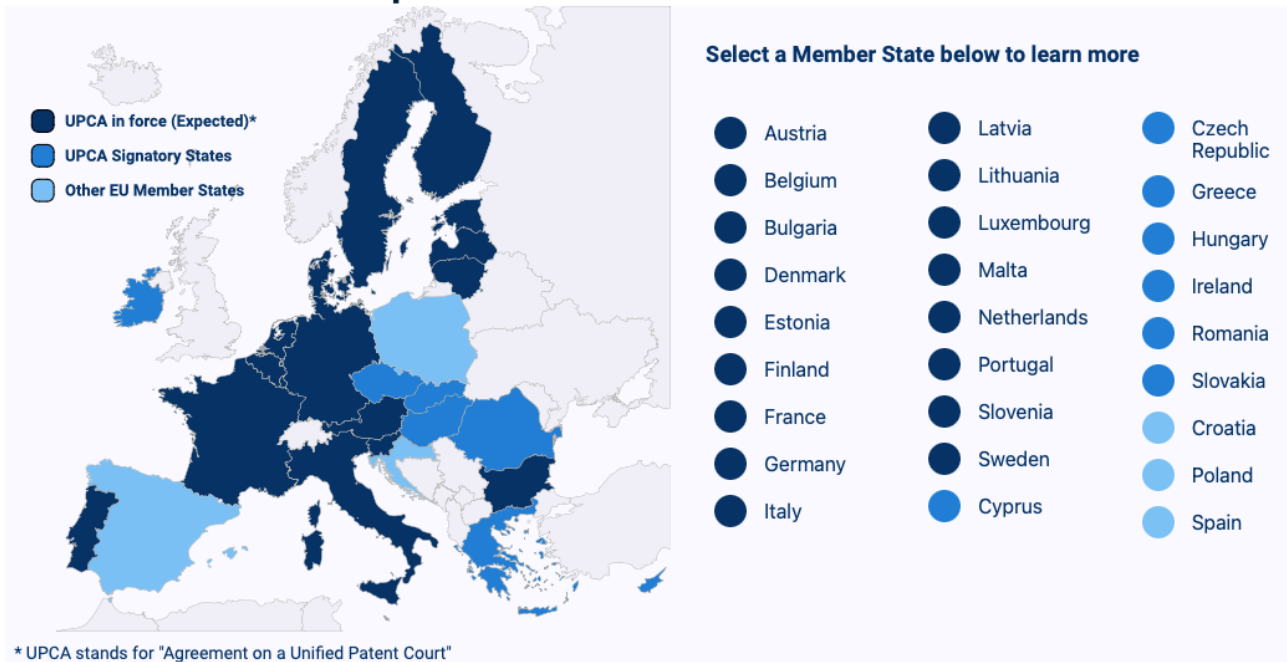 UPCA in force (Expected)*
UPCA Signatory States
Other EU Member States
* UPCA stands for "Agreement on a Unified Patent Court"
Select a Member State below to learn more
Austria
Belgium
Bulgaria
Denmark
Estonia
Finland
France
Germany
Italy
Latvia
Lithuania
Luxembourg
Malta
Netherlands
Portugal
Slovenia
Sweden
Cyprus
Czech
Republic
Greece
Hungary
Ireland
Romania
Slovakia
Croatia
Poland
Spain